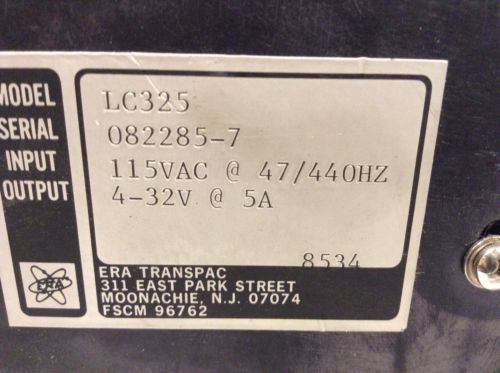 MODEL LC325
SERIAL 082285-7
INPUT 115VAC @ 47/440HZ
OUTPUT 4-32V @ 5A
8534
ERA
ERA TRANSPAC
311 EAST PARK STREET
MOONACHIE, N.J. 07074
FSCM 96762